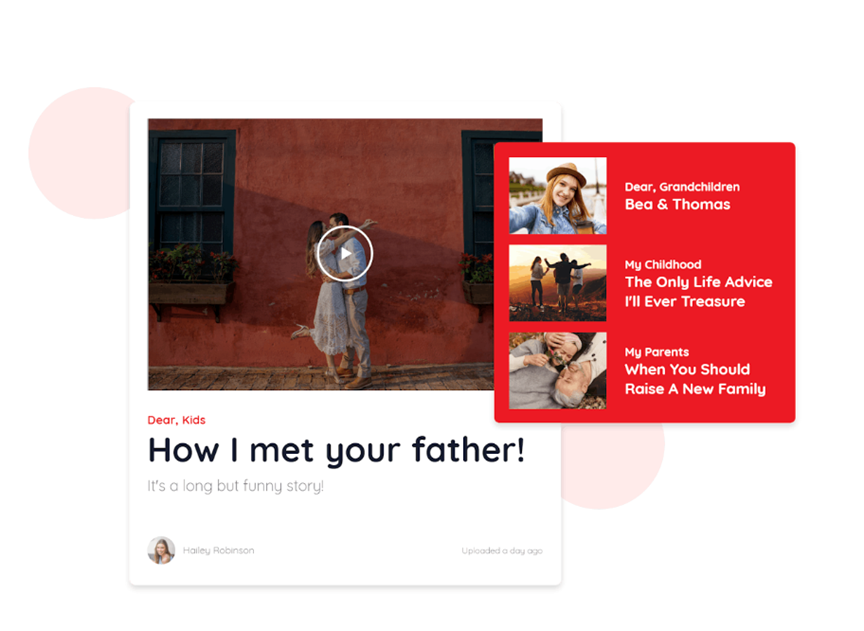 Dear, Kids
How I met your father!
It's a long but funny story!
Hailey Robinson
Uploaded a day ago
Dear, Grandchildren
Bea & Thomas
My Childhood
The Only Life Advice
I'll Ever Treasure
My Parents
When You Should
Raise A New Family